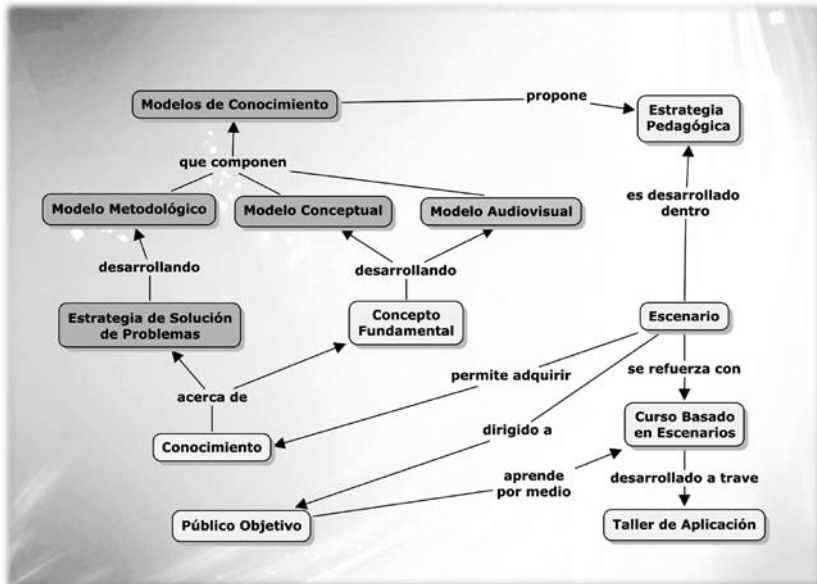 Modelos de Conocimiento
propone
Estrategia
Pedagógica
que componen
Modelo Metodológico
Modelo Conceptual
Modelo Audiovisual
es desarrollado
dentro
desarrollando
desarrollando
Estrategia de Solución
de Problemas
Concepto
Fundamental
Escenario
permite adquirir
se refuerza con
acerca de
Conocimiento
dirigido a
Curso Basado
en Escenarios
aprende
por medio
desarrollado a trave
Público Objetivo
Taller de Aplicación